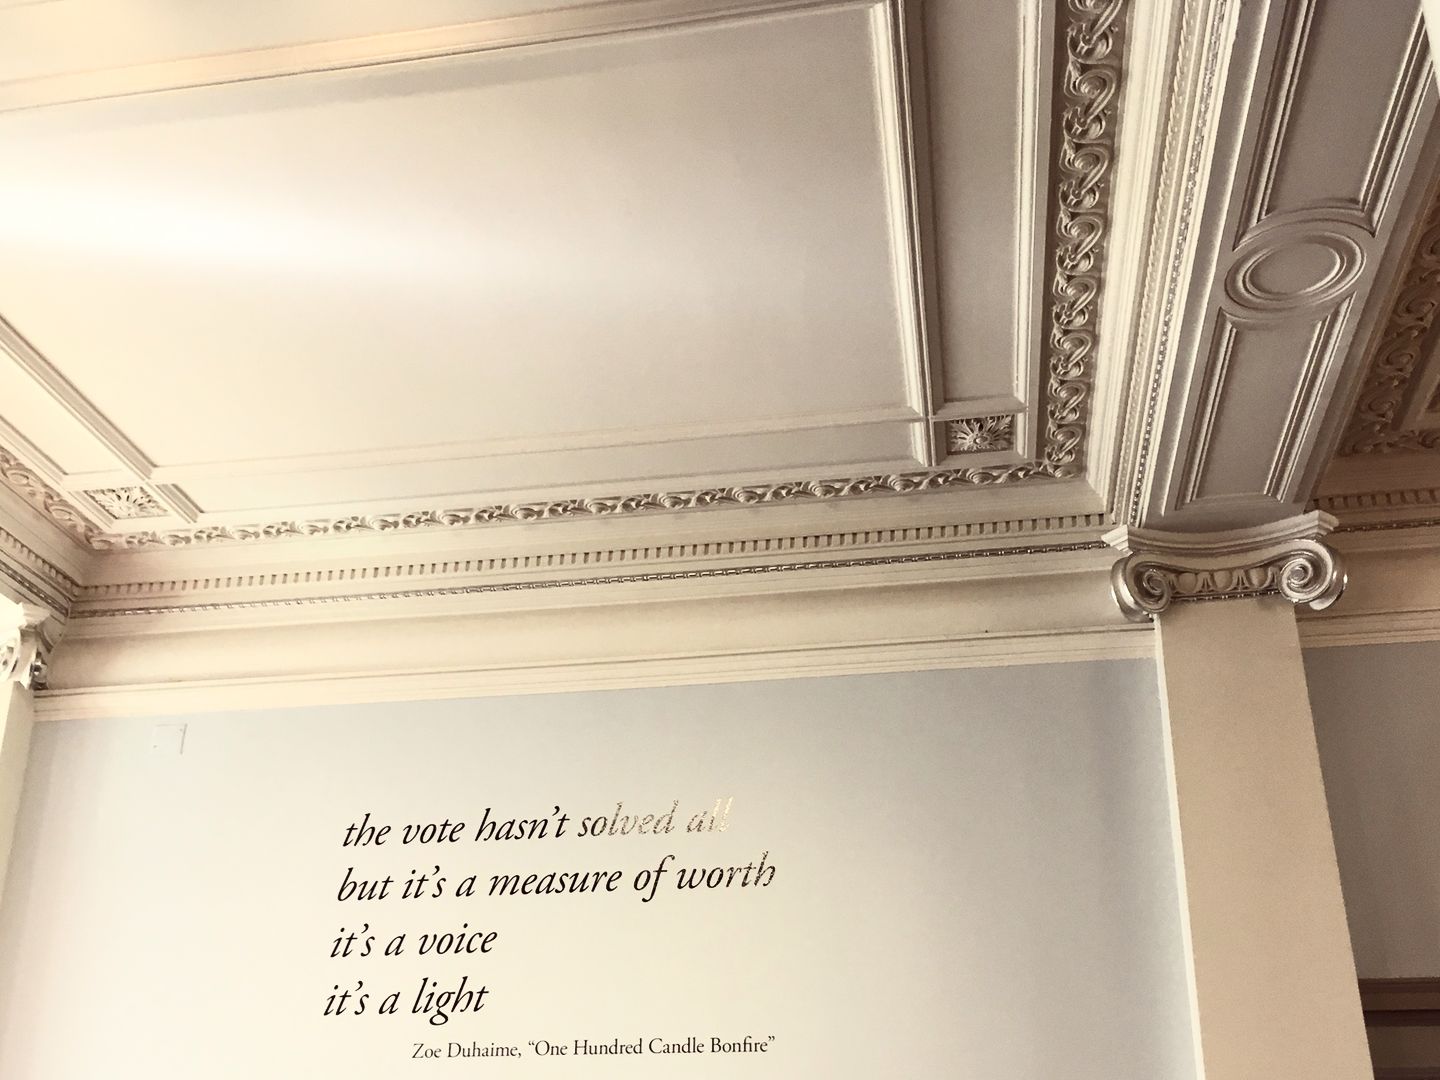 the vote hasn't solved all
but it's a measure of worth
it's a voice
it's a light
Zoe Duhaime, “One Hundred Candle Bonfire”